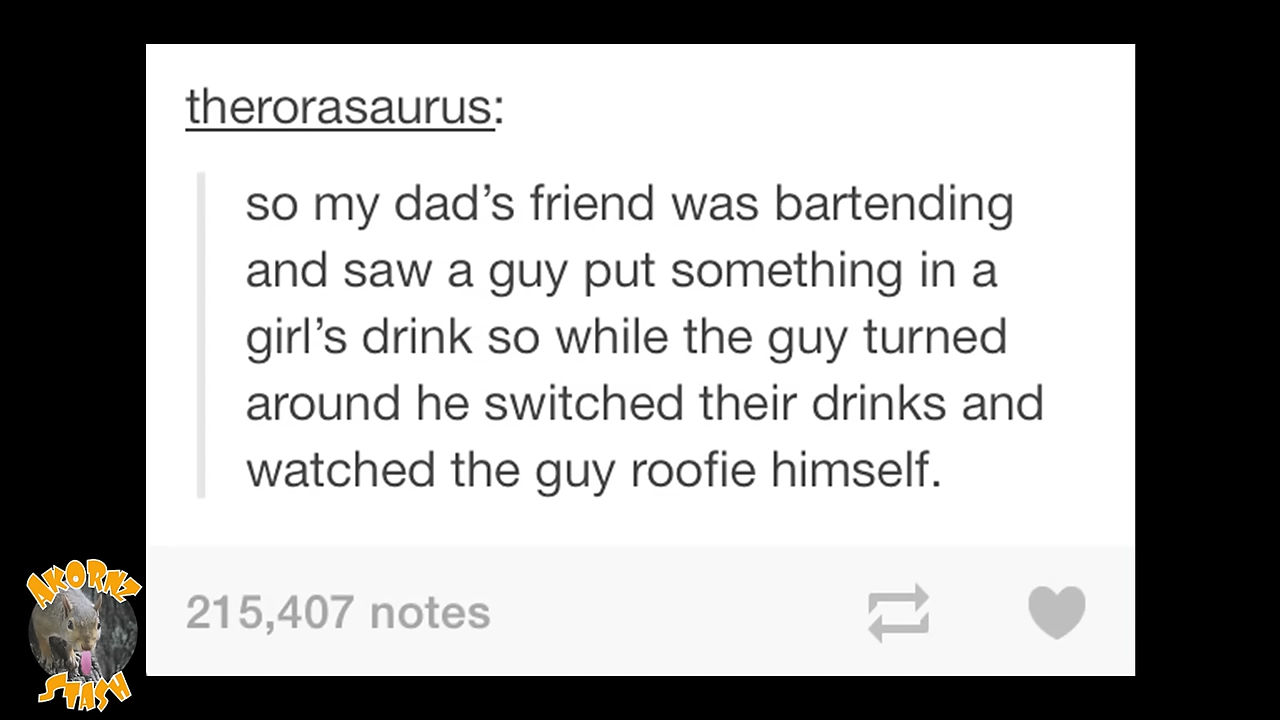 therorasaurus:
so my dad's friend was bartending
and saw a guy put something in a
girl's drink so while the guy turned
around he switched their drinks and
watched the guy roofie himself.
215,407 notes
AKORNZ
STASH